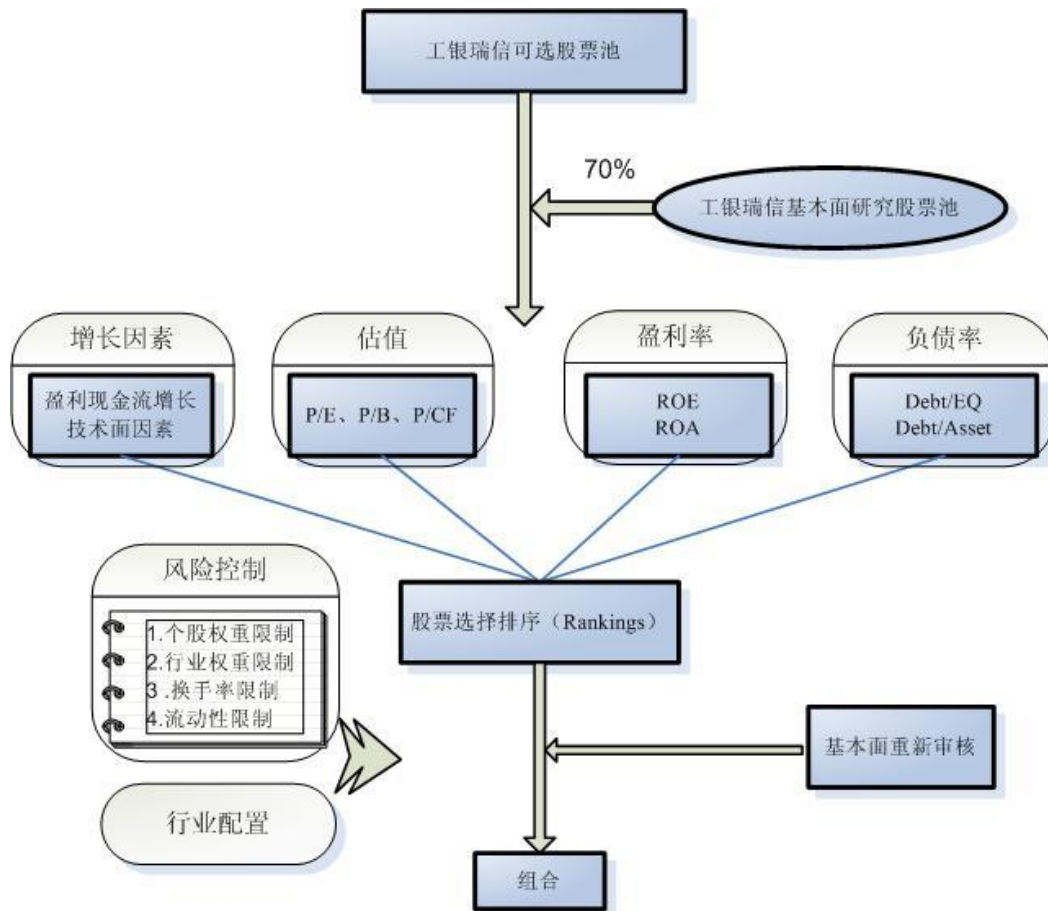 工银瑞信可选股票池
70%
工银瑞信基本面研究股票池
增长因素
盈利现金流增长
技术面因素
估值
P/E、P/B、P/CF
盈利率
ROE
ROA
负债率
Debt/EQ
Debt/Asset
风险控制
1.个股权重限制
2.行业权重限制
3 .换手率限制
4.流动性限制
行业配置
股票选择排序（Rankings）
基本面重新审核
组合